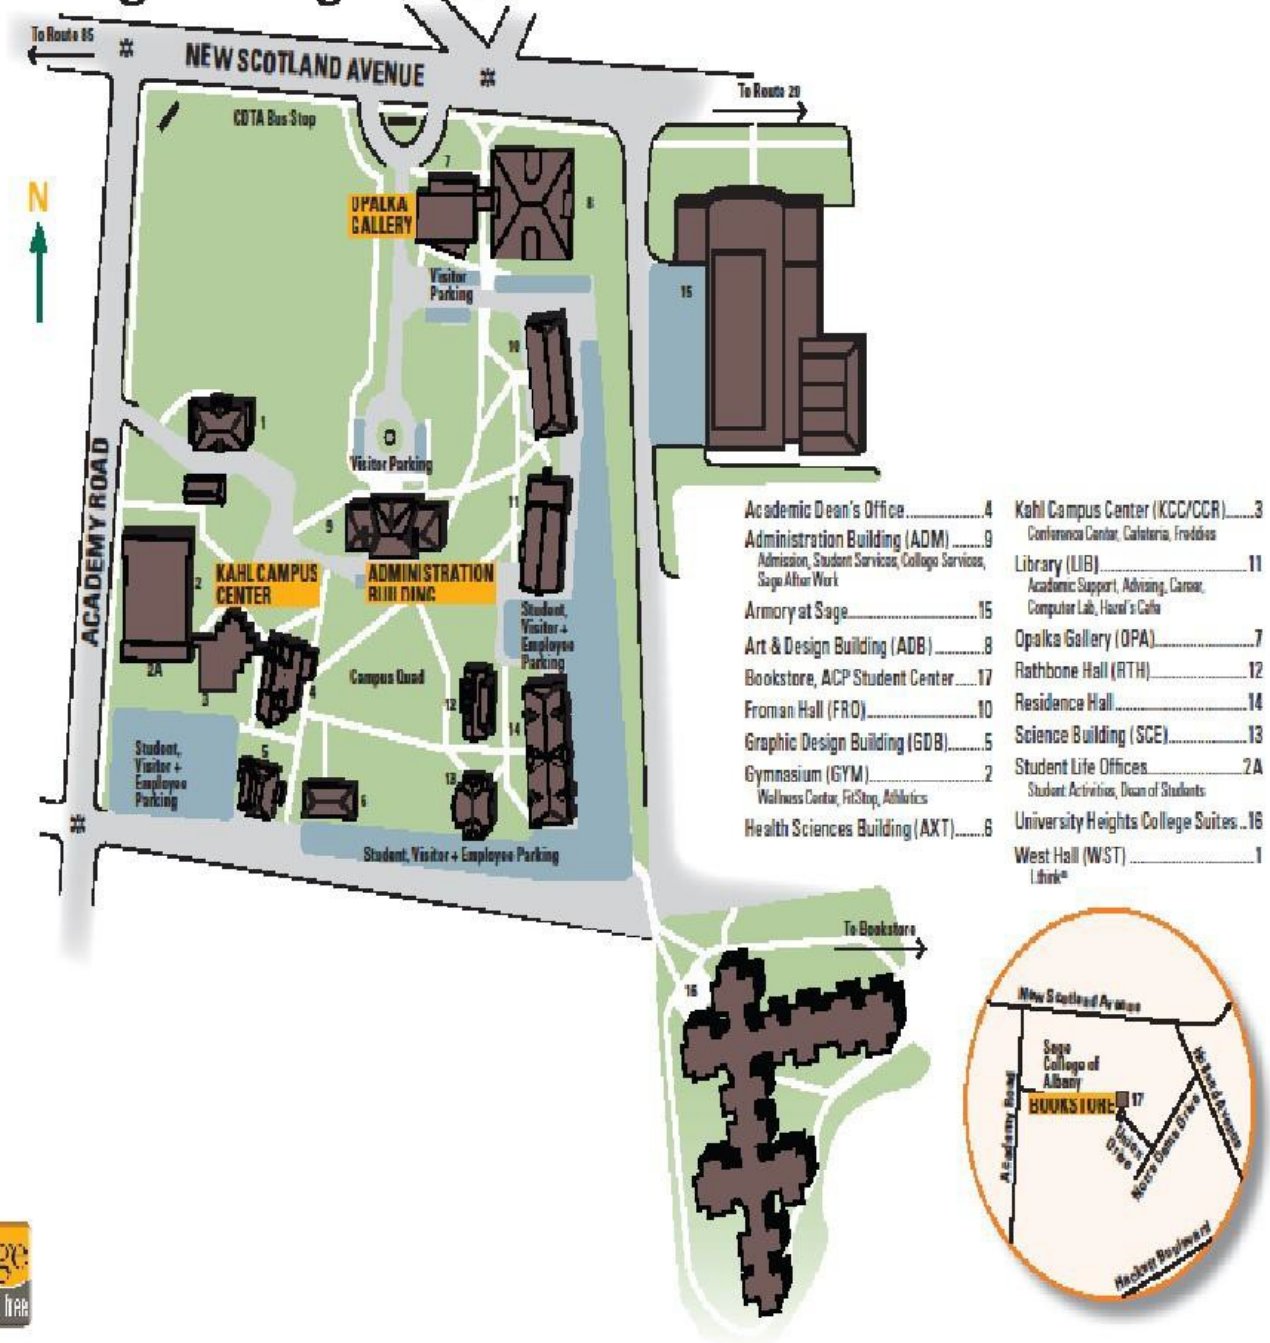 To Route 85
NEW SCOTLAND AVENUE
To Route 20
CDTA Bus Stop
N
7
OPALKA
GALLERY
8
Visitor
Parking
15
10
1
ACADEMY ROAD
Visitor Parking
11
9
2
KAHL CAMPUS
CENTER
ADMINISTRATION
BUILDING
Student,
Visitor +
Employee
Parking
2A
3
4
Campus Quad
12
14
Student,
Visitor +
Employee
Parking
5
6
13
Student, Visitor + Employee Parking
Academic Dean's Office....................4
Administration Building (ADM).........9
Admission, Student Services, College Services,
Sage After Work
Armory at Sage.................................15
Art & Design Building (ADB)............8
Bookstore, ACP Student Center......17
Froman Hall (FRO)............................10
Graphic Design Building (GDB).........5
Gymnasium (GYM)............................2
Wellness Center, FitStop, Athletics
Health Sciences Building (AXT).......6
Kahl Campus Center (KCC/CCR).......3
Conference Center, Cafeteria, Freddies
Library (LIB)......................................11
Academic Support, Advising, Career,
Computer Lab, Hazel's Cafe
Opalka Gallery (OPA).........................7
Rathbone Hall (RTH).........................12
Residence Hall..................................14
Science Building (SCE)....................13
Student Life Offices.........................2A
Student Activities, Dean of Students
University Heights College Suites..16
West Hall (WST)................................1
I.think®
To Bookstore
16
New Scotland Avenue
Sage
College of
Albany
BOOKSTORE
17
Academy Road
Holland Avenue
Notre Dame Drive
Union
Drive
Hackett Boulevard
free